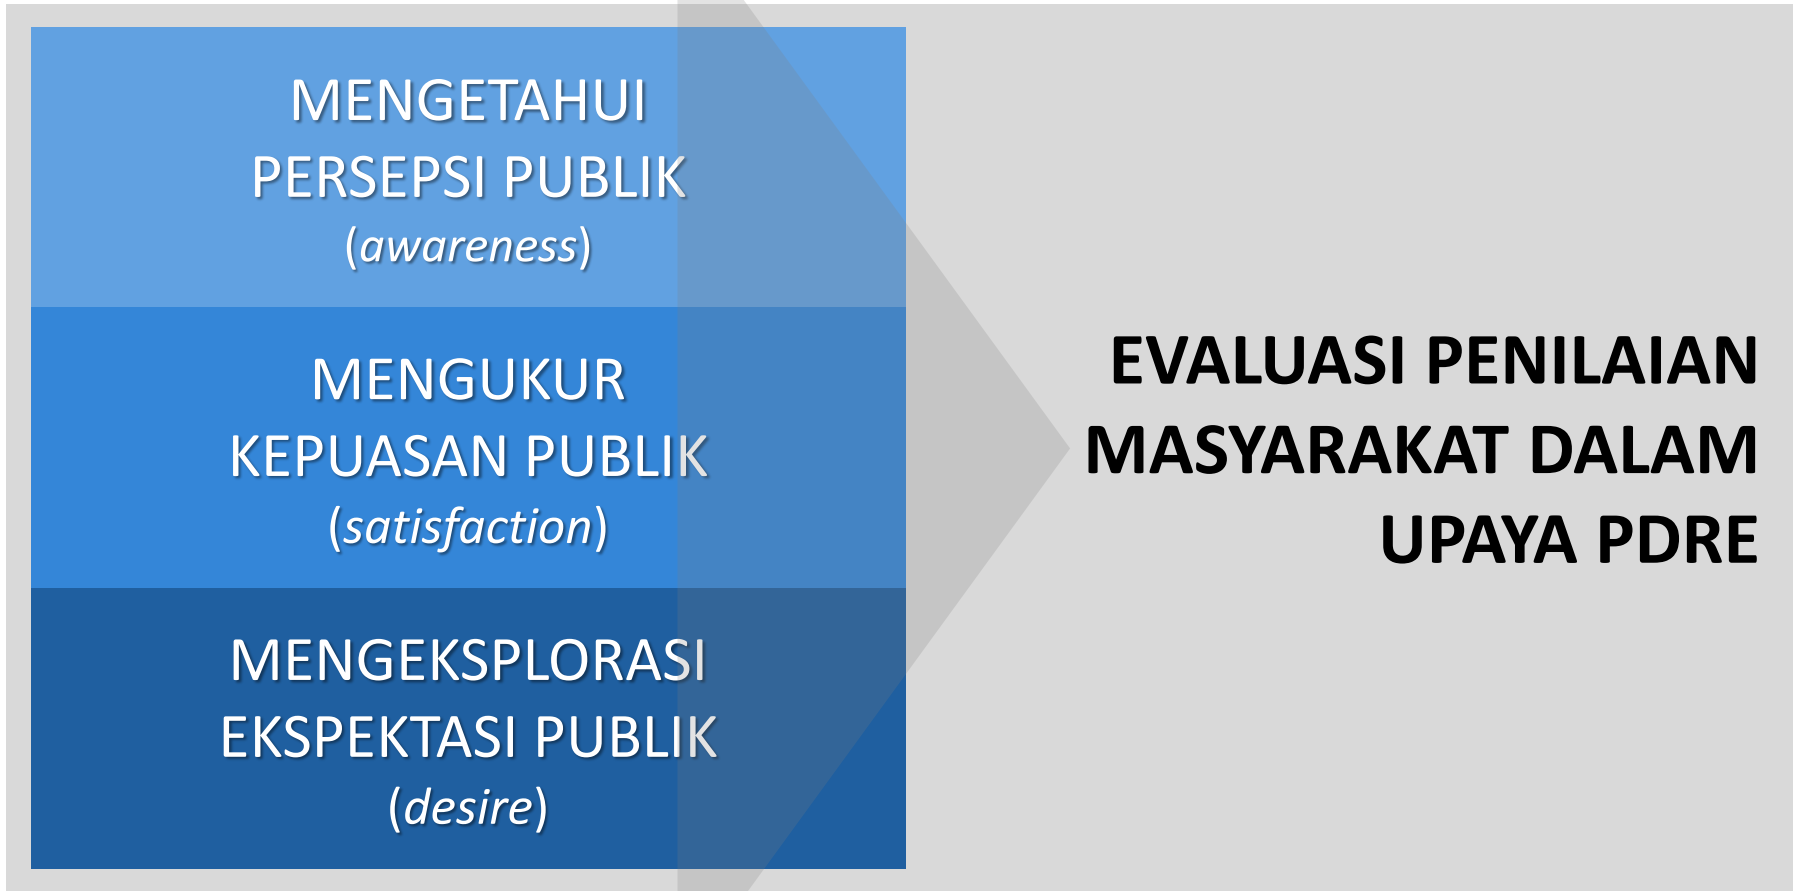 MENGETAHUI
PERSEPSI PUBLIK
(awareness)
MENGUKUR
KEPUASAN PUBLIK
(satisfaction)
MENGEKSPLORASI
EKSPEKTASI PUBLIK
(desire)
EVALUASI PENILAIAN
MASYARAKAT DALAM
UPAYA PDRE